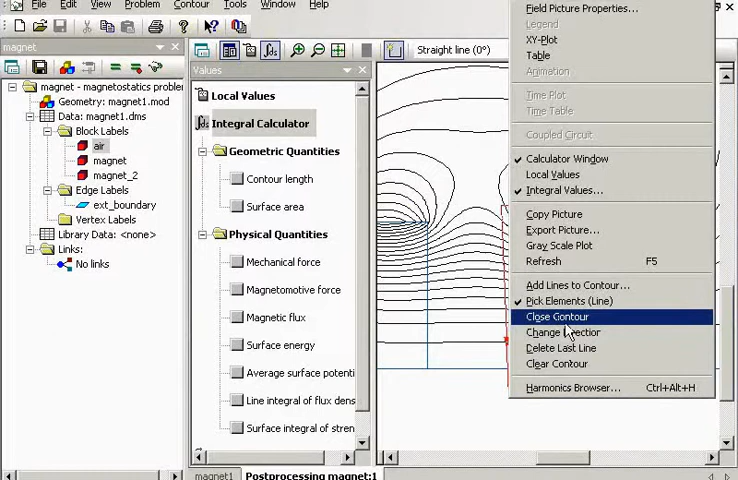 File Edit View Problem Contour Tools Window Help
magnet
magnet - magnetostatics problem
Geometry: magnet1.mod
Data: magnet1.dms
Block Labels
air
magnet
magnet_2
Edge Labels
ext_boundary
Vertex Labels
Library Data: <none>
Links:
No links
Straight line (0°)
Values
Local Values
Integral Calculator
Geometric Quantities
Contour length
Surface area
Physical Quantities
Mechanical force
Magnetomotive force
Magnetic flux
Surface energy
Average surface potenti
Line integral of flux dens
Surface integral of stren
Field Picture Properties...
Legend
XY-Plot
Table
Animation
Time Plot
Time Table
Coupled Circuit
Calculator Window
Local Values
Integral Values...
Copy Picture
Export Picture...
Gray Scale Plot
Refresh F5
Add Lines to Contour...
Pick Elements (Line)
Close Contour
Change Direction
Delete Last Line
Clear Contour
Harmonics Browser... Ctrl+Alt+H
magnet1 Postprocessing magnet:1